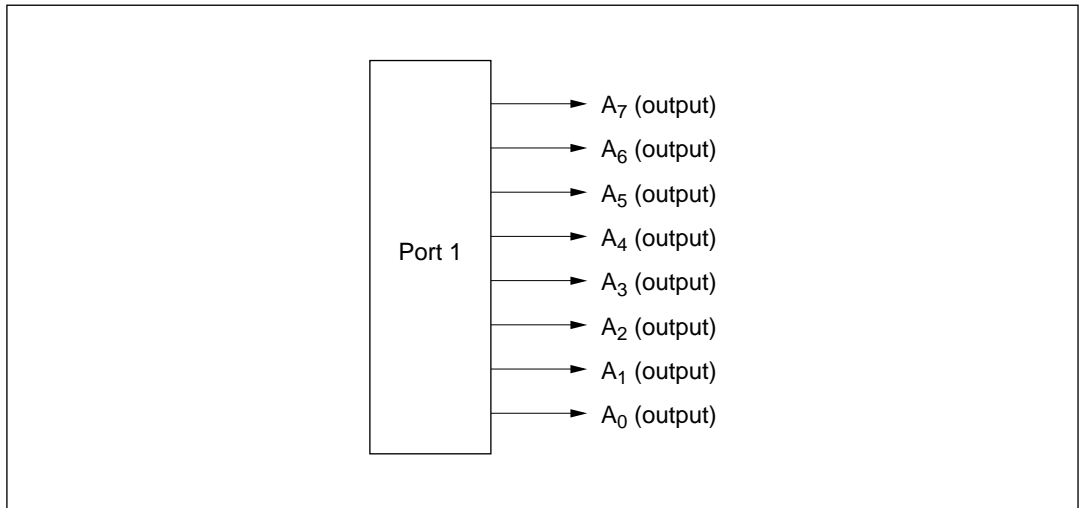 A7 (output)
A6 (output)
A5 (output)
A4 (output)
Port 1
A3 (output)
A2 (output)
A1 (output)
A0 (output)